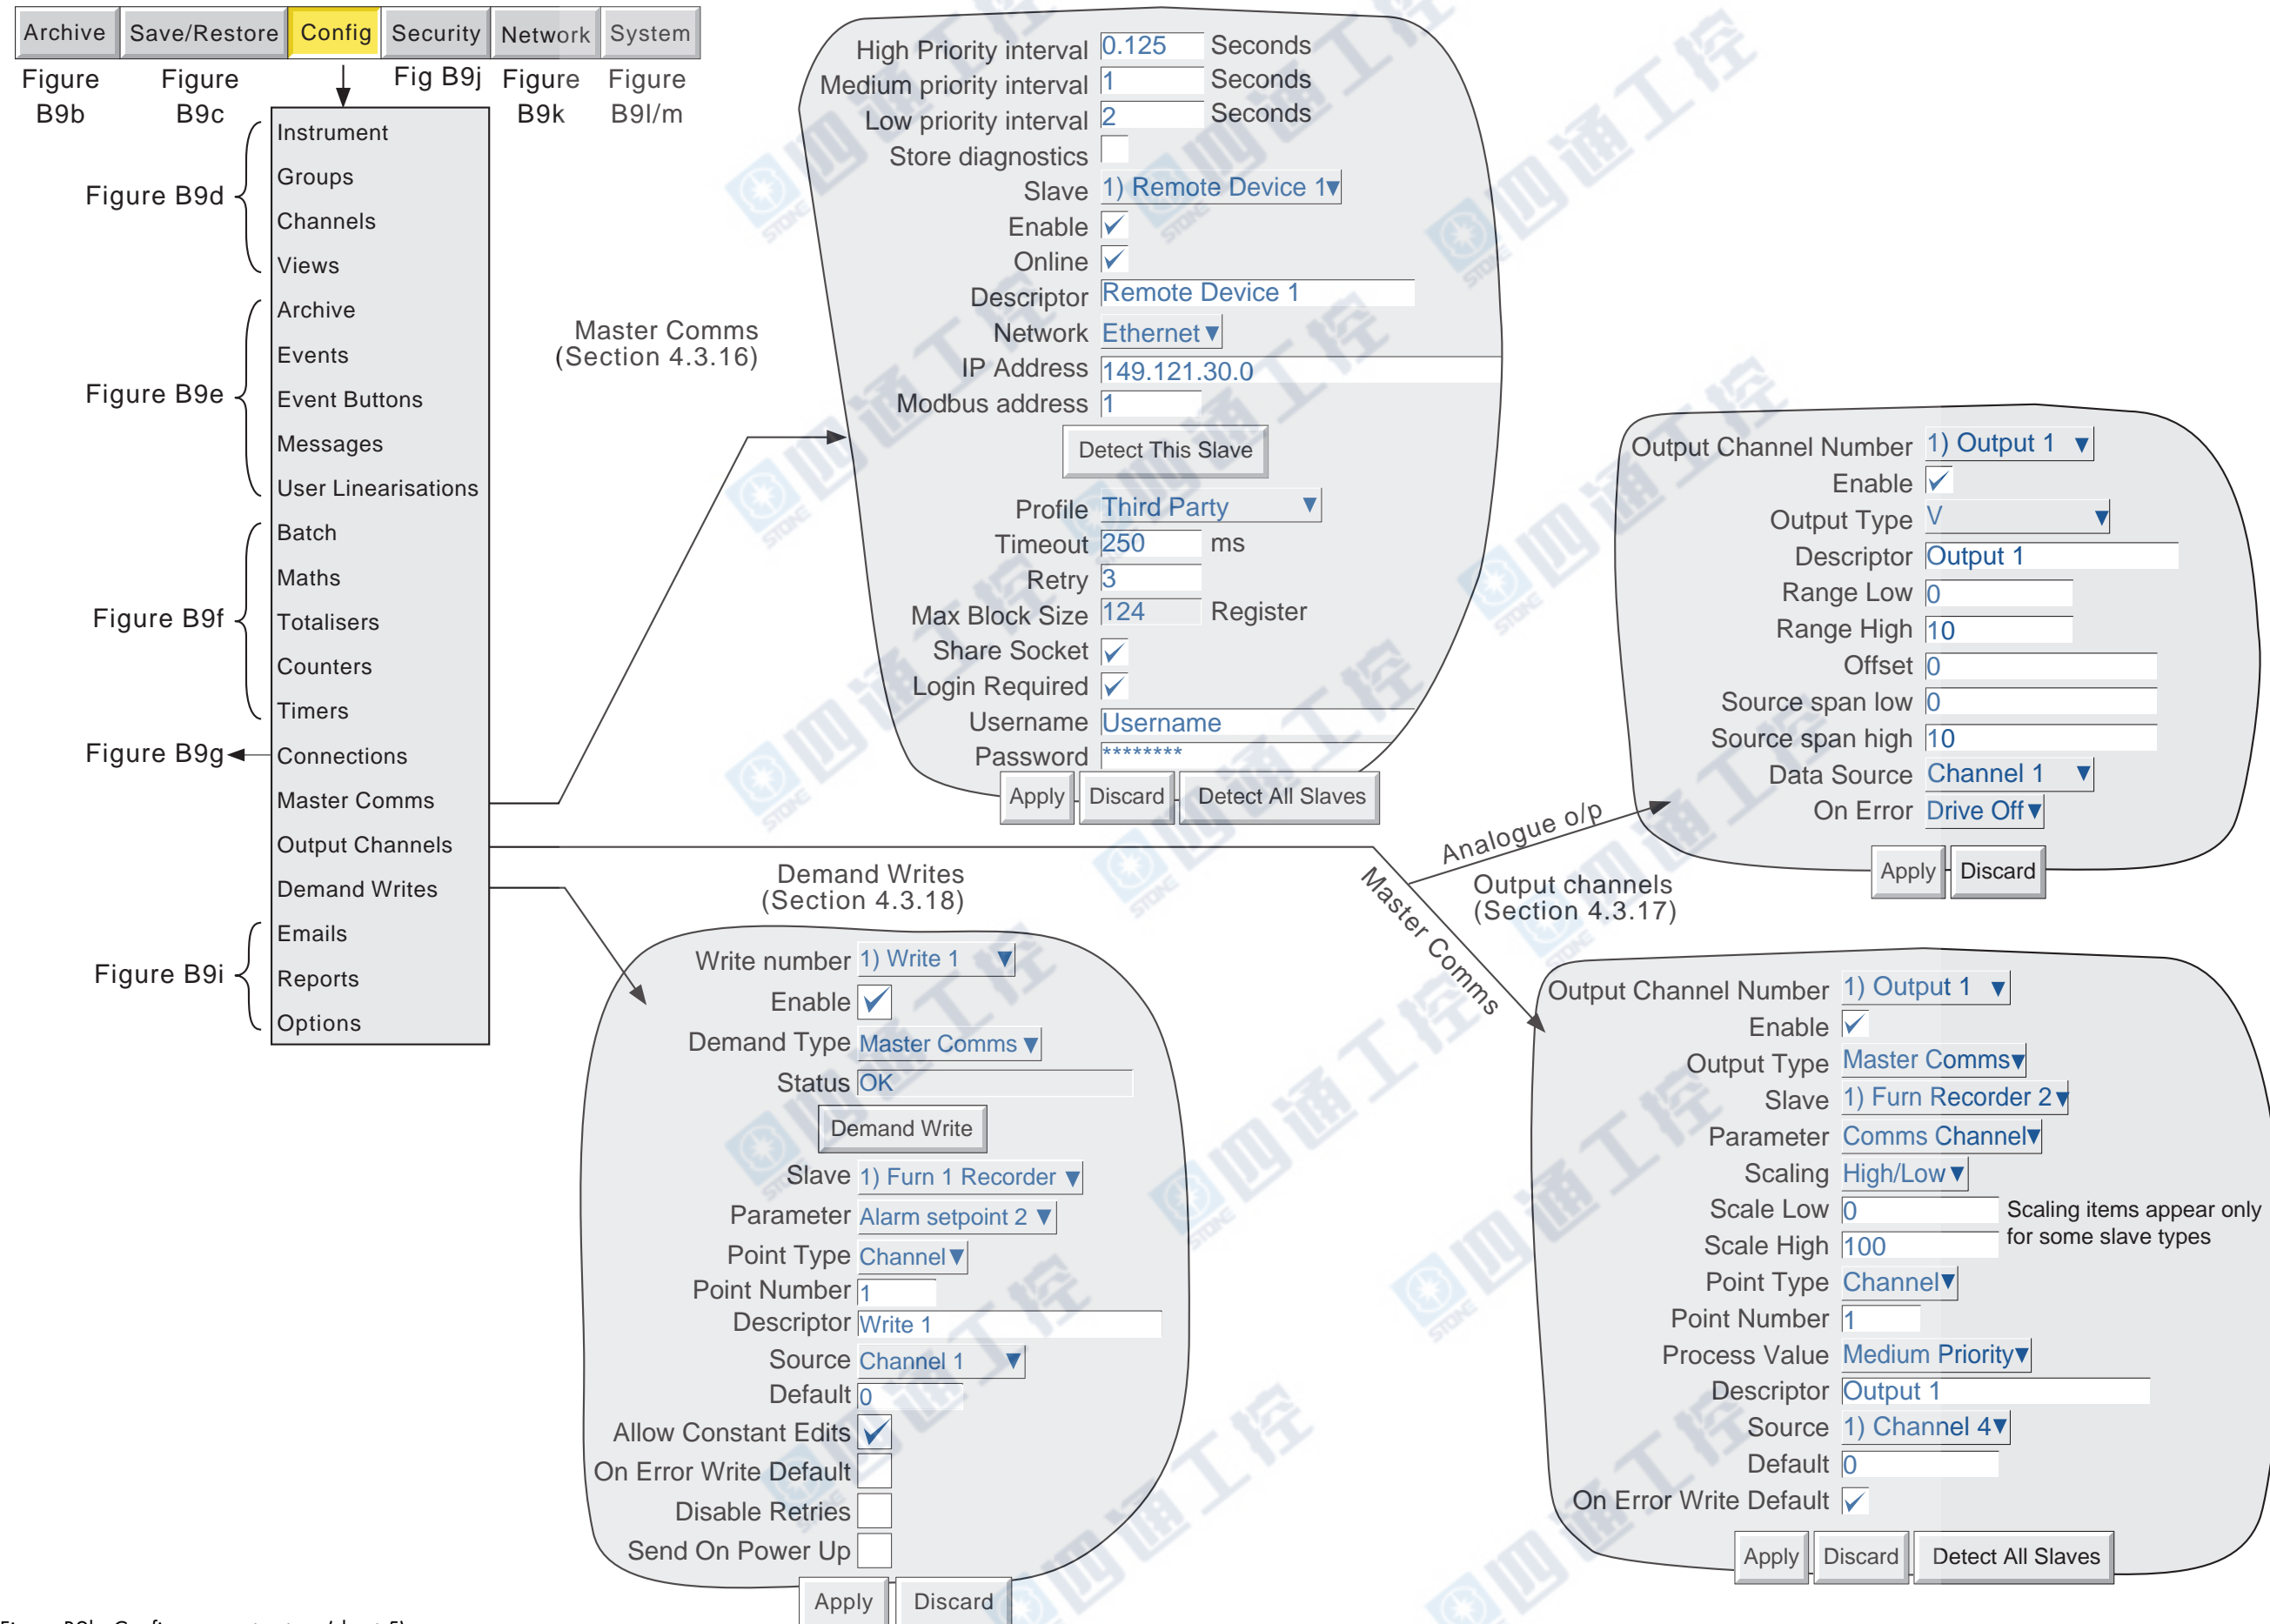 Archive Save/Restore Config Security Network System
Figure B9b
Figure B9c
Fig B9j
Figure B9k
Figure B9l/m
Instrument
Groups
Channels
Views
Figure B9d
Archive
Events
Event Buttons
Messages
User Linearisations
Figure B9e
Batch
Maths
Totalisers
Counters
Timers
Figure B9f
Connections
Figure B9g
Master Comms
Output Channels
Demand Writes
Emails
Reports
Options
Figure B9i
Master Comms
(Section 4.3.16)
High Priority interval 0.125 Seconds
Medium priority interval 1 Seconds
Low priority interval 2 Seconds
Store diagnostics
Slave 1) Remote Device 1
Enable
Online
Descriptor Remote Device 1
Network Ethernet
IP Address 149.121.30.0
Modbus address 1
Detect This Slave
Profile Third Party
Timeout 250 ms
Retry 3
Max Block Size 124 Register
Share Socket
Login Required
Username Username
Password ********
Apply Discard Detect All Slaves
Demand Writes
(Section 4.3.18)
Write number 1) Write 1
Enable
Demand Type Master Comms
Status OK
Demand Write
Slave 1) Furn 1 Recorder
Parameter Alarm setpoint 2
Point Type Channel
Point Number 1
Descriptor Write 1
Source Channel 1
Default 0
Allow Constant Edits
On Error Write Default
Disable Retries
Send On Power Up
Apply Discard
Analogue o/p
Master Comms
Output channels
(Section 4.3.17)
Output Channel Number 1) Output 1
Enable
Output Type V
Descriptor Output 1
Range Low 0
Range High 10
Offset 0
Source span low 0
Source span high 10
Data Source Channel 1
On Error Drive Off
Apply Discard
Output Channel Number 1) Output 1
Enable
Output Type Master Comms
Slave 1) Furn Recorder 2
Parameter Comms Channel
Scaling High/Low
Scale Low 0
Scale High 100
Scaling items appear only
for some slave types
Point Type Channel
Point Number 1
Process Value Medium Priority
Descriptor Output 1
Source 1) Channel 4
Default 0
On Error Write Default
Apply Discard Detect All Slaves
四通工控
STONE